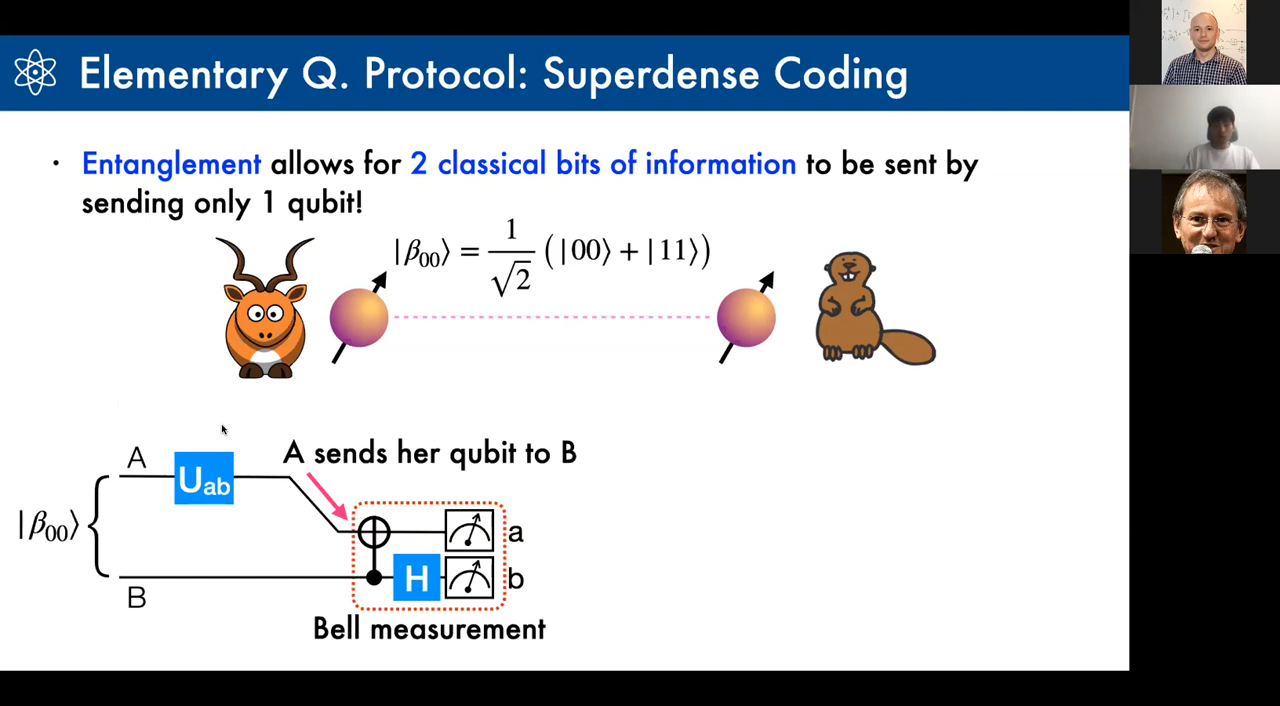 Elementary Q. Protocol: Superdense Coding
· Entanglement allows for 2 classical bits of information to be sent by
sending only 1 qubit!
|β₀₀⟩ = 1/√2 (|00⟩ + |11⟩)
A
U_ab
A sends her qubit to B
|β₀₀⟩
a
H
b
B
Bell measurement